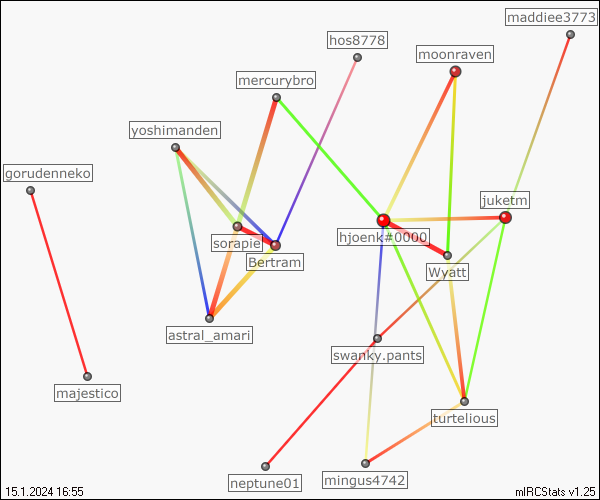 maddiee3773
hos8778
moonraven
mercurybro
yoshimanden
gorudenneko
juketm
hjoenk#0000
sorapie
Bertram
Wyatt
astral_amari
swanky.pants
majestico
turtelious
neptune01
mingus4742
15.1.2024 16:55
mIRCStats v1.25